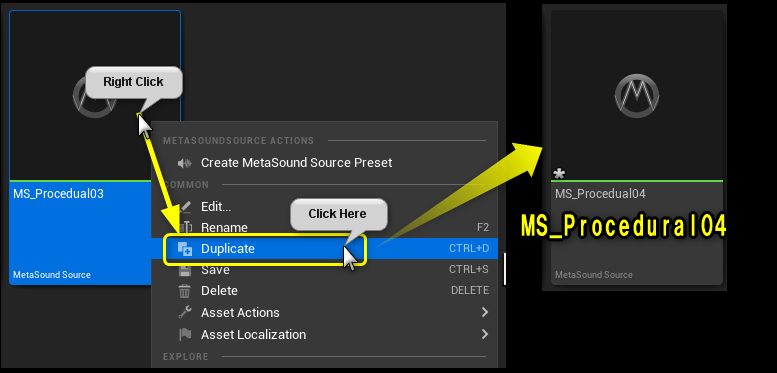 Right Click
MS_Procedual03
MetaSound Source
METASOUNDSOURCE ACTIONS
Create MetaSound Source Preset
COMMON
Edit...
Click Here
Rename F2
Duplicate CTRL+D
Save CTRL+S
Delete DELETE
Asset Actions
Asset Localization
EXPLORE
MS_Procedual04
MS_Procedural04
MetaSound Source